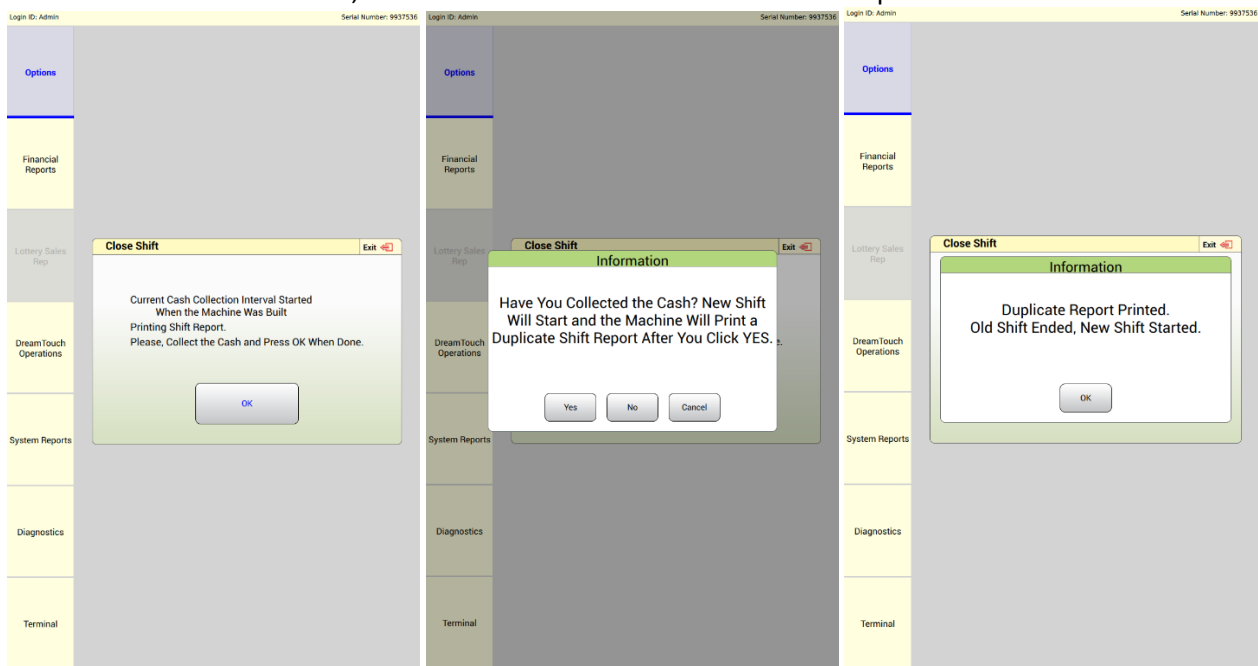 Login ID: Admin
Serial Number: 9937536
Options
Financial
Reports
Lottery Sales
Rep
DreamTouch
Operations
System Reports
Diagnostics
Terminal
Close Shift
Exit
Current Cash Collection Interval Started
When the Machine Was Built
Printing Shift Report.
Please, Collect the Cash and Press OK When Done.
OK
Login ID: Admin
Serial Number: 9937536
Options
Financial
Reports
Lottery Sales
Rep
DreamTouch
Operations
System Reports
Diagnostics
Terminal
Close Shift
Exit
Information
Have You Collected the Cash? New Shift
Will Start and the Machine Will Print a
Duplicate Shift Report After You Click YES.
Yes
No
Cancel
Login ID: Admin
Serial Number: 9937536
Options
Financial
Reports
Lottery Sales
Rep
DreamTouch
Operations
System Reports
Diagnostics
Terminal
Close Shift
Exit
Information
Duplicate Report Printed.
Old Shift Ended, New Shift Started.
OK